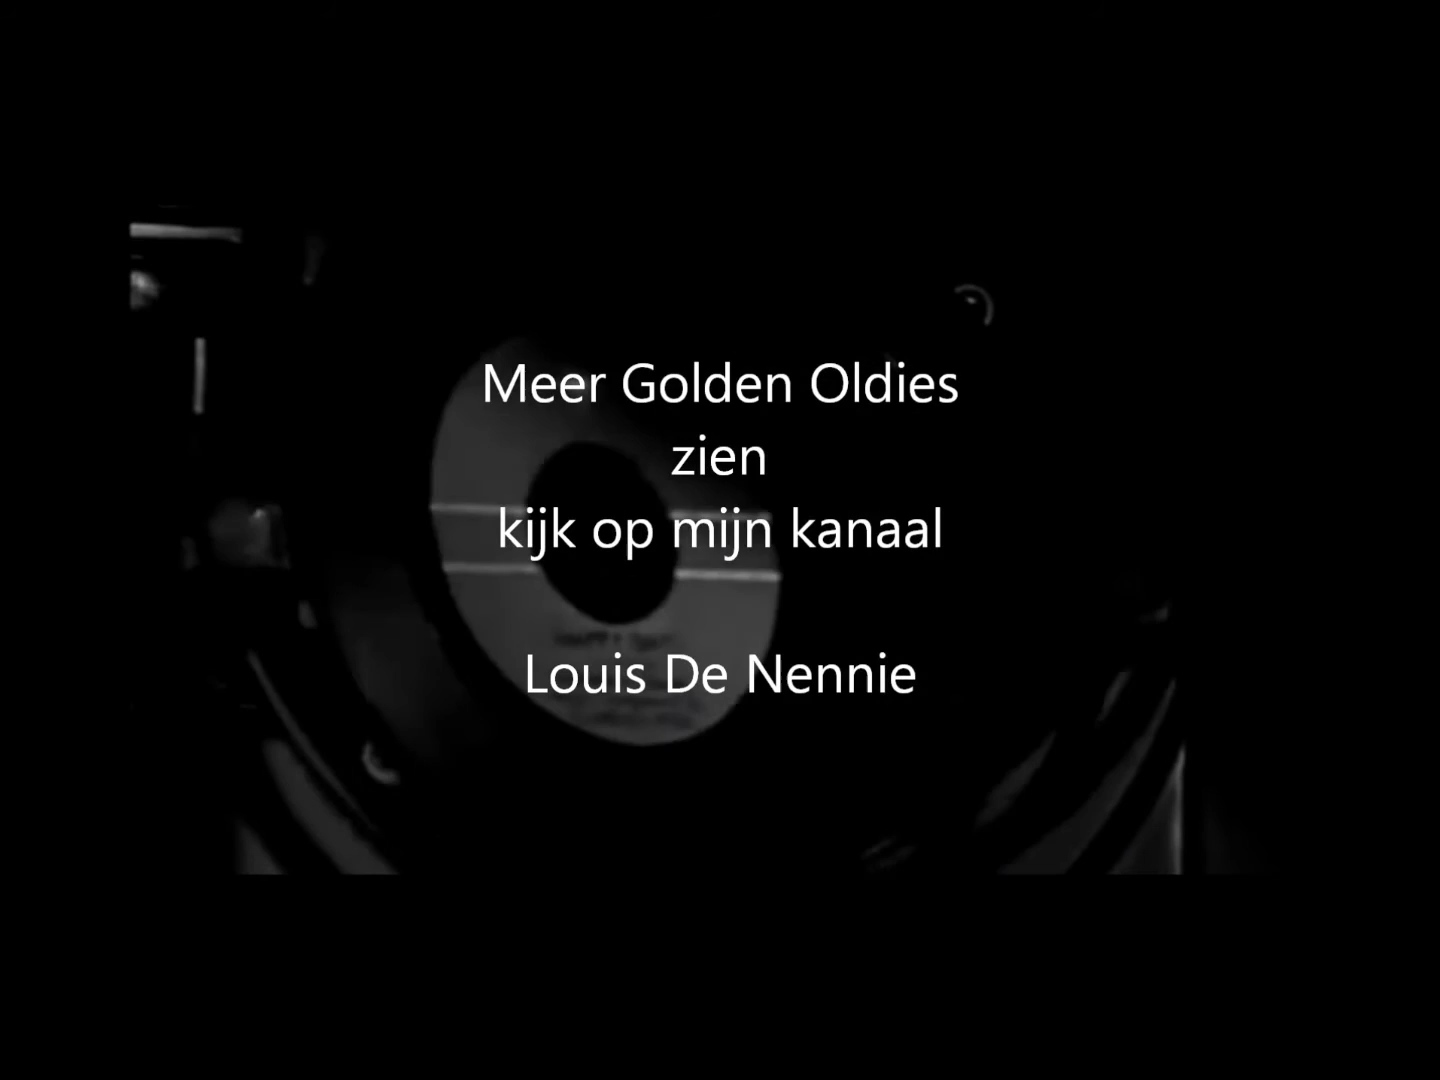 Meer Golden Oldies
zien
kijk op mijn kanaal
Louis De Nennie